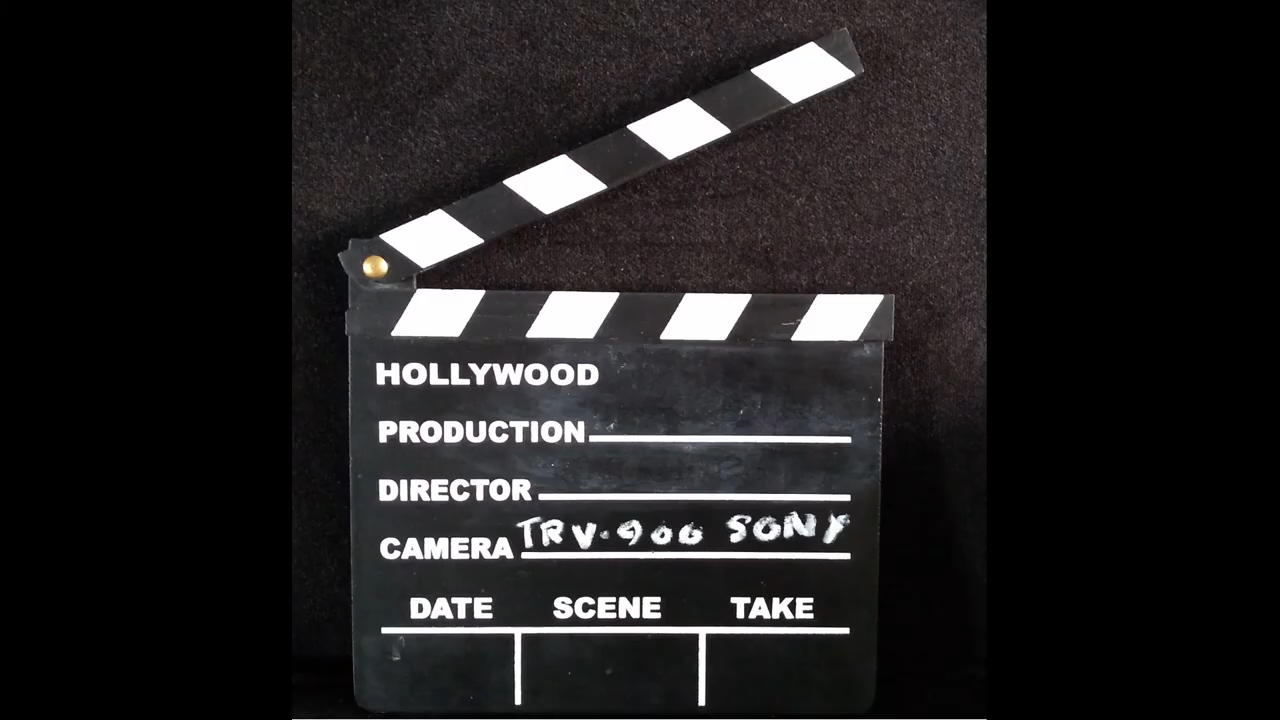 HOLLYWOOD
PRODUCTION
DIRECTOR
CAMERA TRV-900 SONY
DATE SCENE TAKE